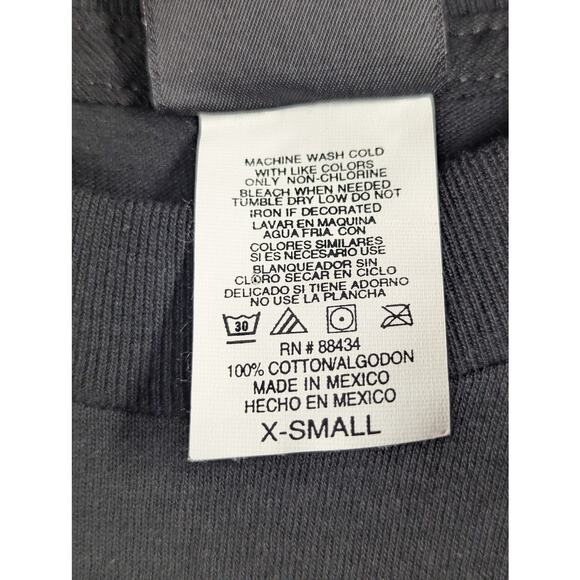 MACHINE WASH COLD
WITH LIKE COLORS
ONLY NON-CHLORINE
BLEACH WHEN NEEDED
TUMBLE DRY LOW DO NOT
IRON IF DECORATED
LAVAR EN MAQUINA
AGUA FRIA. CON
COLORES SIMILARES
SI ES NECESARIO USE
BLANQUEADOR SIN
CLORO SECAR EN CICLO
DELICADO SI TIENE ADORNO
NO USE LA PLANCHA
30
RN # 88434
100% COTTON/ALGODON
MADE IN MEXICO
HECHO EN MEXICO
X-SMALL